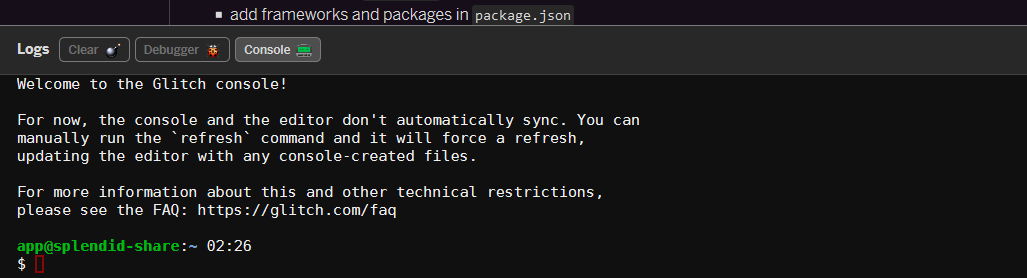 add frameworks and packages in package.json
Logs Clear Debugger Console
Welcome to the Glitch console!
For now, the console and the editor don't automatically sync. You can
manually run the `refresh` command and it will force a refresh,
updating the editor with any console-created files.
For more information about this and other technical restrictions,
please see the FAQ: https://glitch.com/faq
app@splendid-share:~ 02:26
$